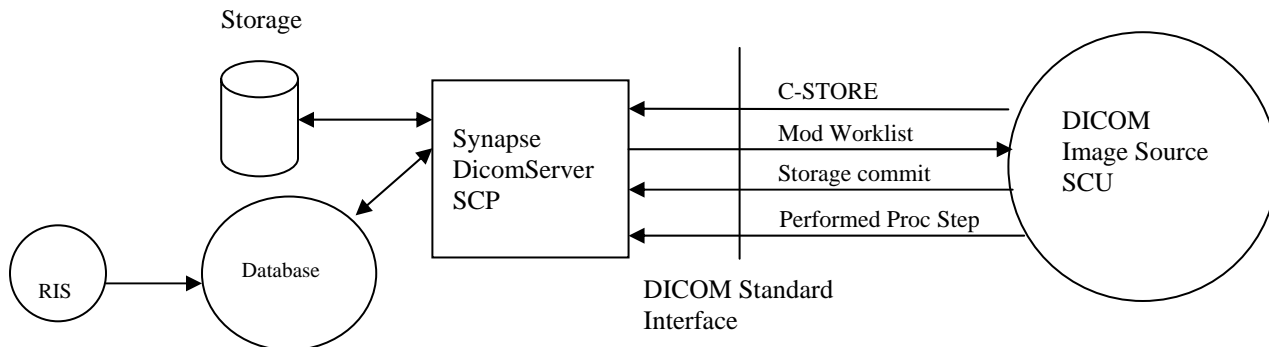 Storage
Synapse
DicomServer
SCP
C-STORE
Mod Worklist
Storage commit
Performed Proc Step
DICOM
Image Source
SCU
RIS
Database
DICOM Standard
Interface